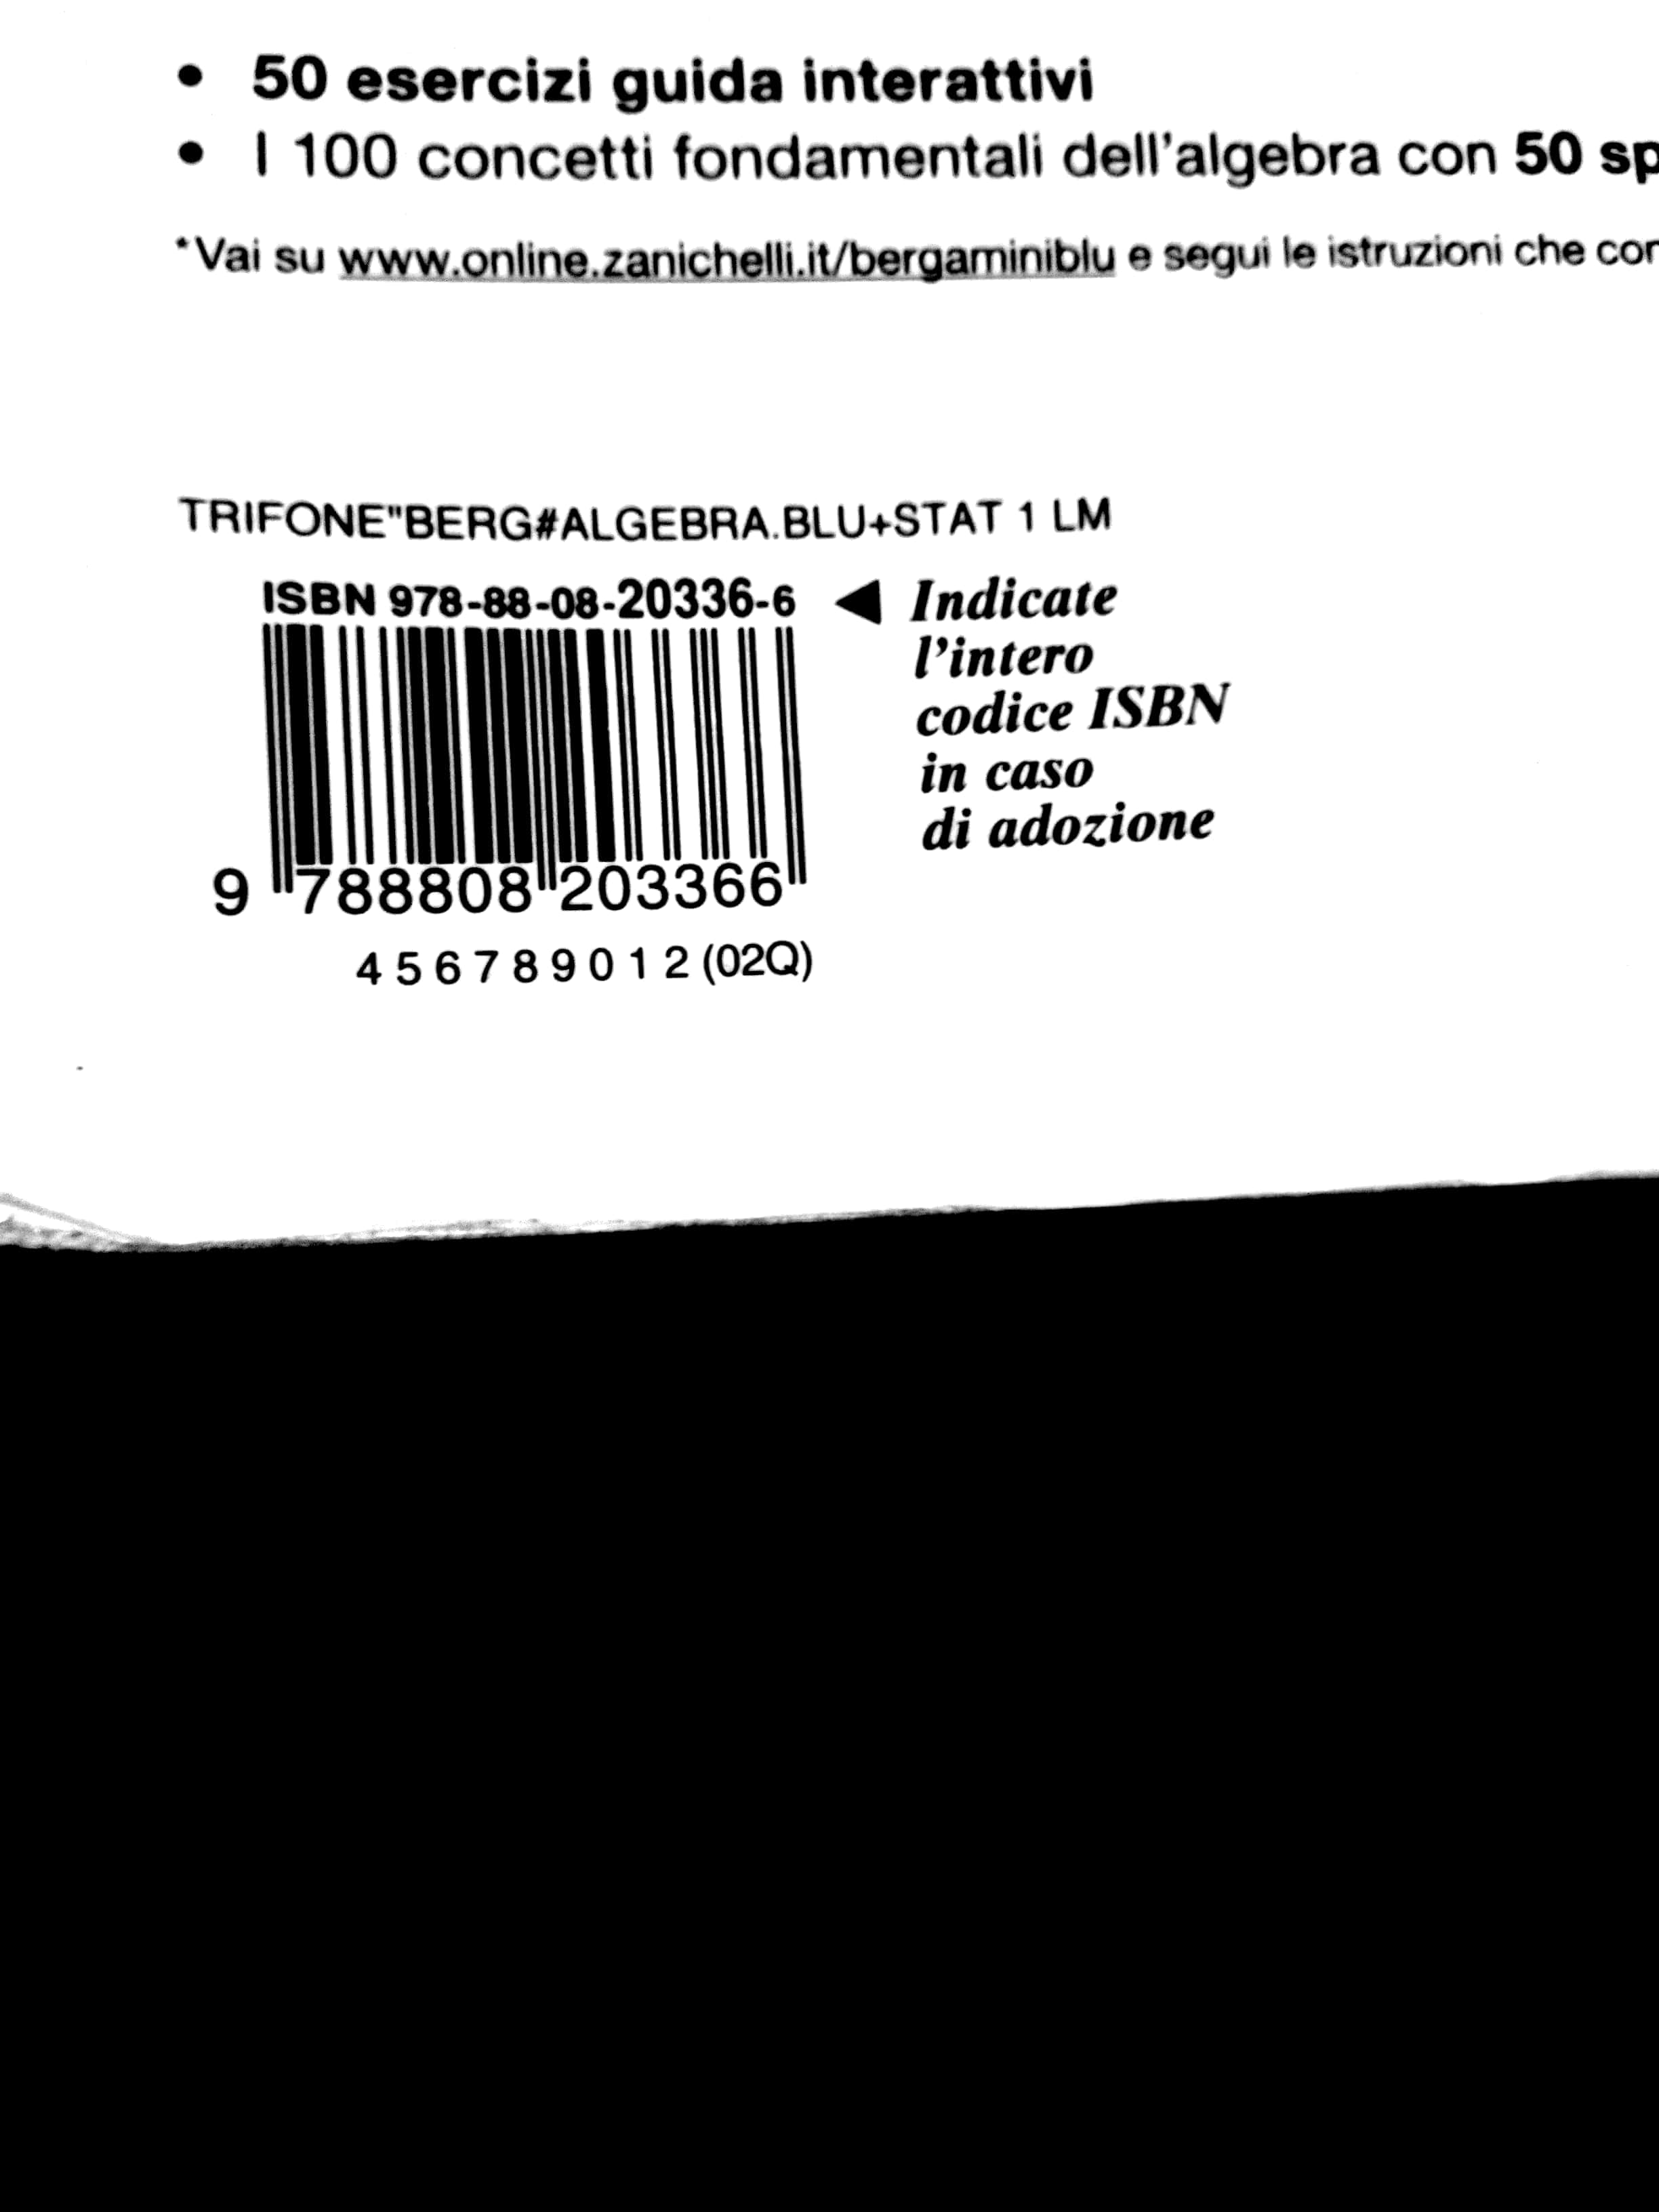 • 50 esercizi guida interattivi
• I 100 concetti fondamentali dell'algebra con 50 sp
*Vai su www.online.zanichelli.it/bergaminiblu e segui le istruzioni che con
TRIFONE"BERG#ALGEBRA.BLU+STAT 1 LM
ISBN 978-88-08-20336-6 ◀ Indicate
l'intero
codice ISBN
in caso
di adozione
9 788808 203366
4 5 6 7 8 9 0 1 2 (02Q)